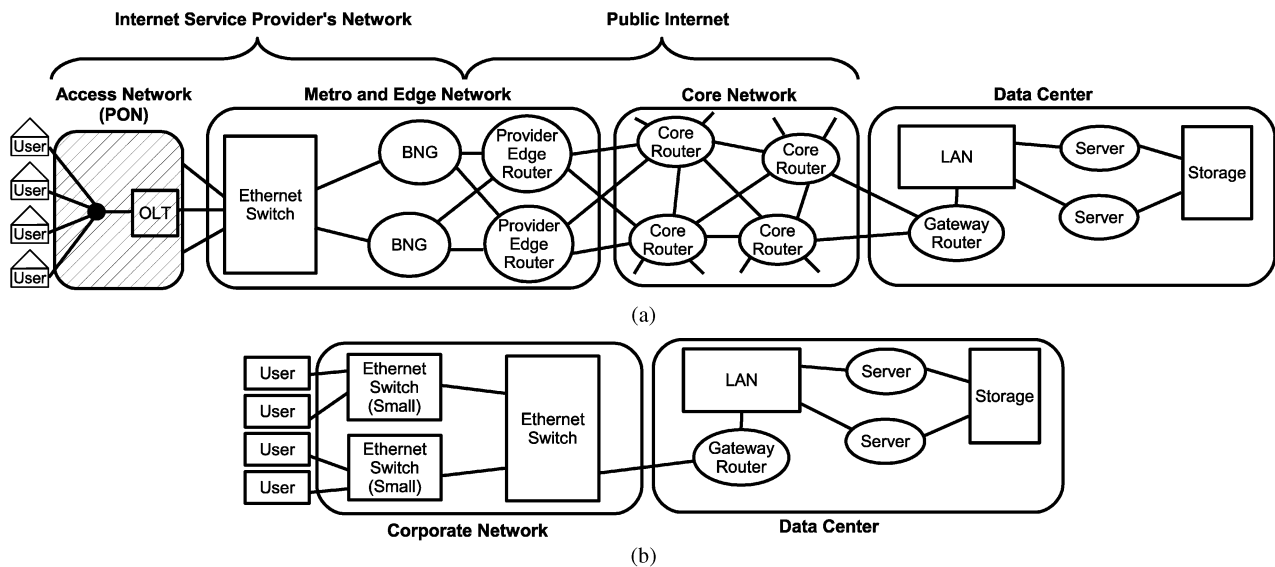 Internet Service Provider's Network
Public Internet
Access Network
(PON)
Metro and Edge Network
Core Network
Data Center
User
User
User
User
OLT
Ethernet
Switch
BNG
BNG
Provider
Edge
Router
Provider
Edge
Router
Core
Router
Core
Router
Core
Router
Core
Router
LAN
Gateway
Router
Server
Server
Storage
(a)
User
User
User
User
Ethernet
Switch
(Small)
Ethernet
Switch
(Small)
Ethernet
Switch
Corporate Network
LAN
Gateway
Router
Server
Server
Storage
Data Center
(b)